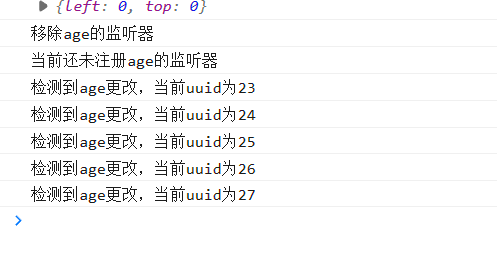 ▶ {left: 0, top: 0}
移除age的监听器
当前还未注册age的监听器
检测到age更改，当前uuid为23
检测到age更改，当前uuid为24
检测到age更改，当前uuid为25
检测到age更改，当前uuid为26
检测到age更改，当前uuid为27
>